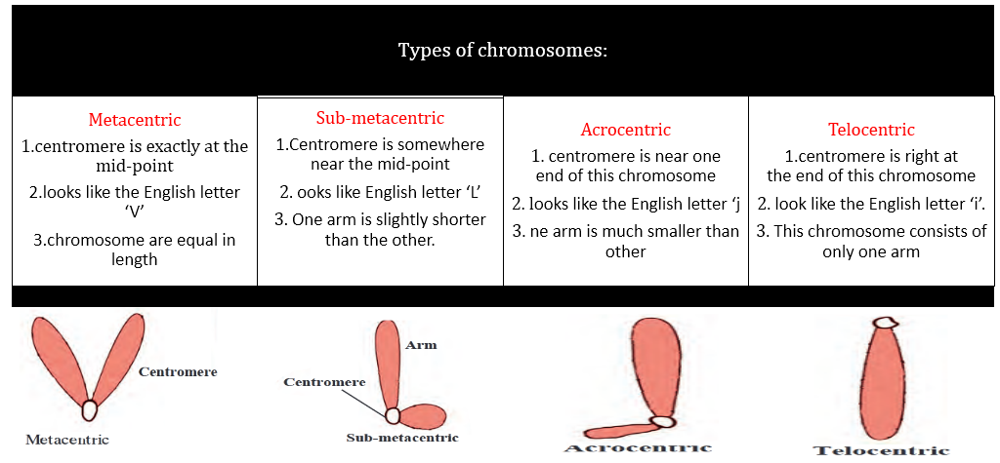 Types of chromosomes:
Metacentric
1.centromere is exactly at the
mid-point
2.looks like the English letter
‘V’
3.chromosome are equal in
length
Sub-metacentric
1.Centromere is somewhere
near the mid-point
2. ooks like English letter ‘L’
3. One arm is slightly shorter
than the other.
Acrocentric
1. centromere is near one
end of this chromosome
2. looks like the English letter ‘j
3. ne arm is much smaller than
other
Telocentric
1.centromere is right at
the end of this chromosome
2. look like the English letter ‘i’.
3. This chromosome consists of
only one arm
Centromere
Metacentric
Arm
Centromere
Sub-metacentric
Acrocentric
Telocentric